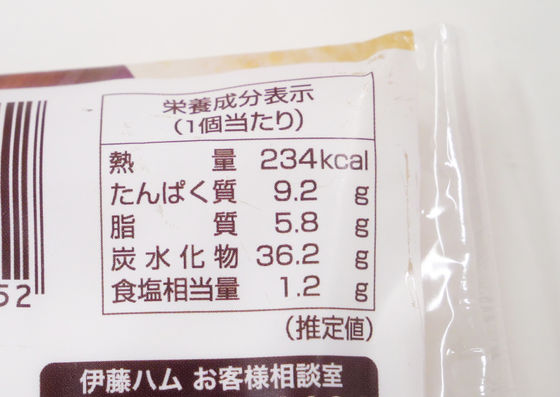 栄養成分表示
(1個当たり)
熱量 234kcal
たんぱく質 9.2 g
脂質 5.8 g
炭水化物 36.2 g
食塩相当量 1.2 g
(推定値)
52
伊藤ハム お客様相談室